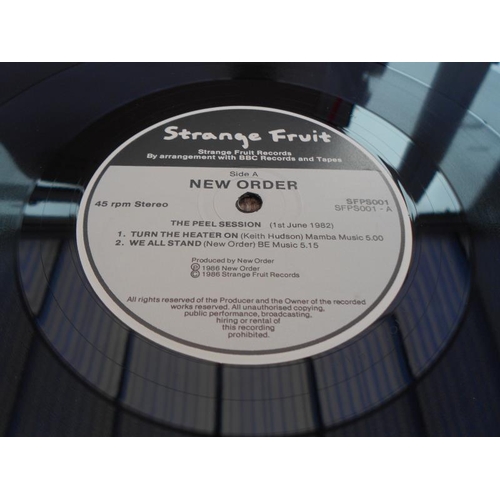 Strange Fruit
Strange Fruit Records
By arrangement with BBC Records and Tapes
Side A
NEW ORDER
45 rpm Stereo
SFPS001
SFPS001 - A
THE PEEL SESSION (1st June 1982)
1. TURN THE HEATER ON (Keith Hudson) Mamba Music 5.00
2. WE ALL STAND (New Order) BE Music 5.15
Produced by New Order
Ⓟ 1986 New Order
© 1986 Strange Fruit Records
All rights reserved of the Producer and the Owner of the recorded
works reserved. All unauthorised copying,
public performance, broadcasting,
hiring or rental of
this recording
prohibited.